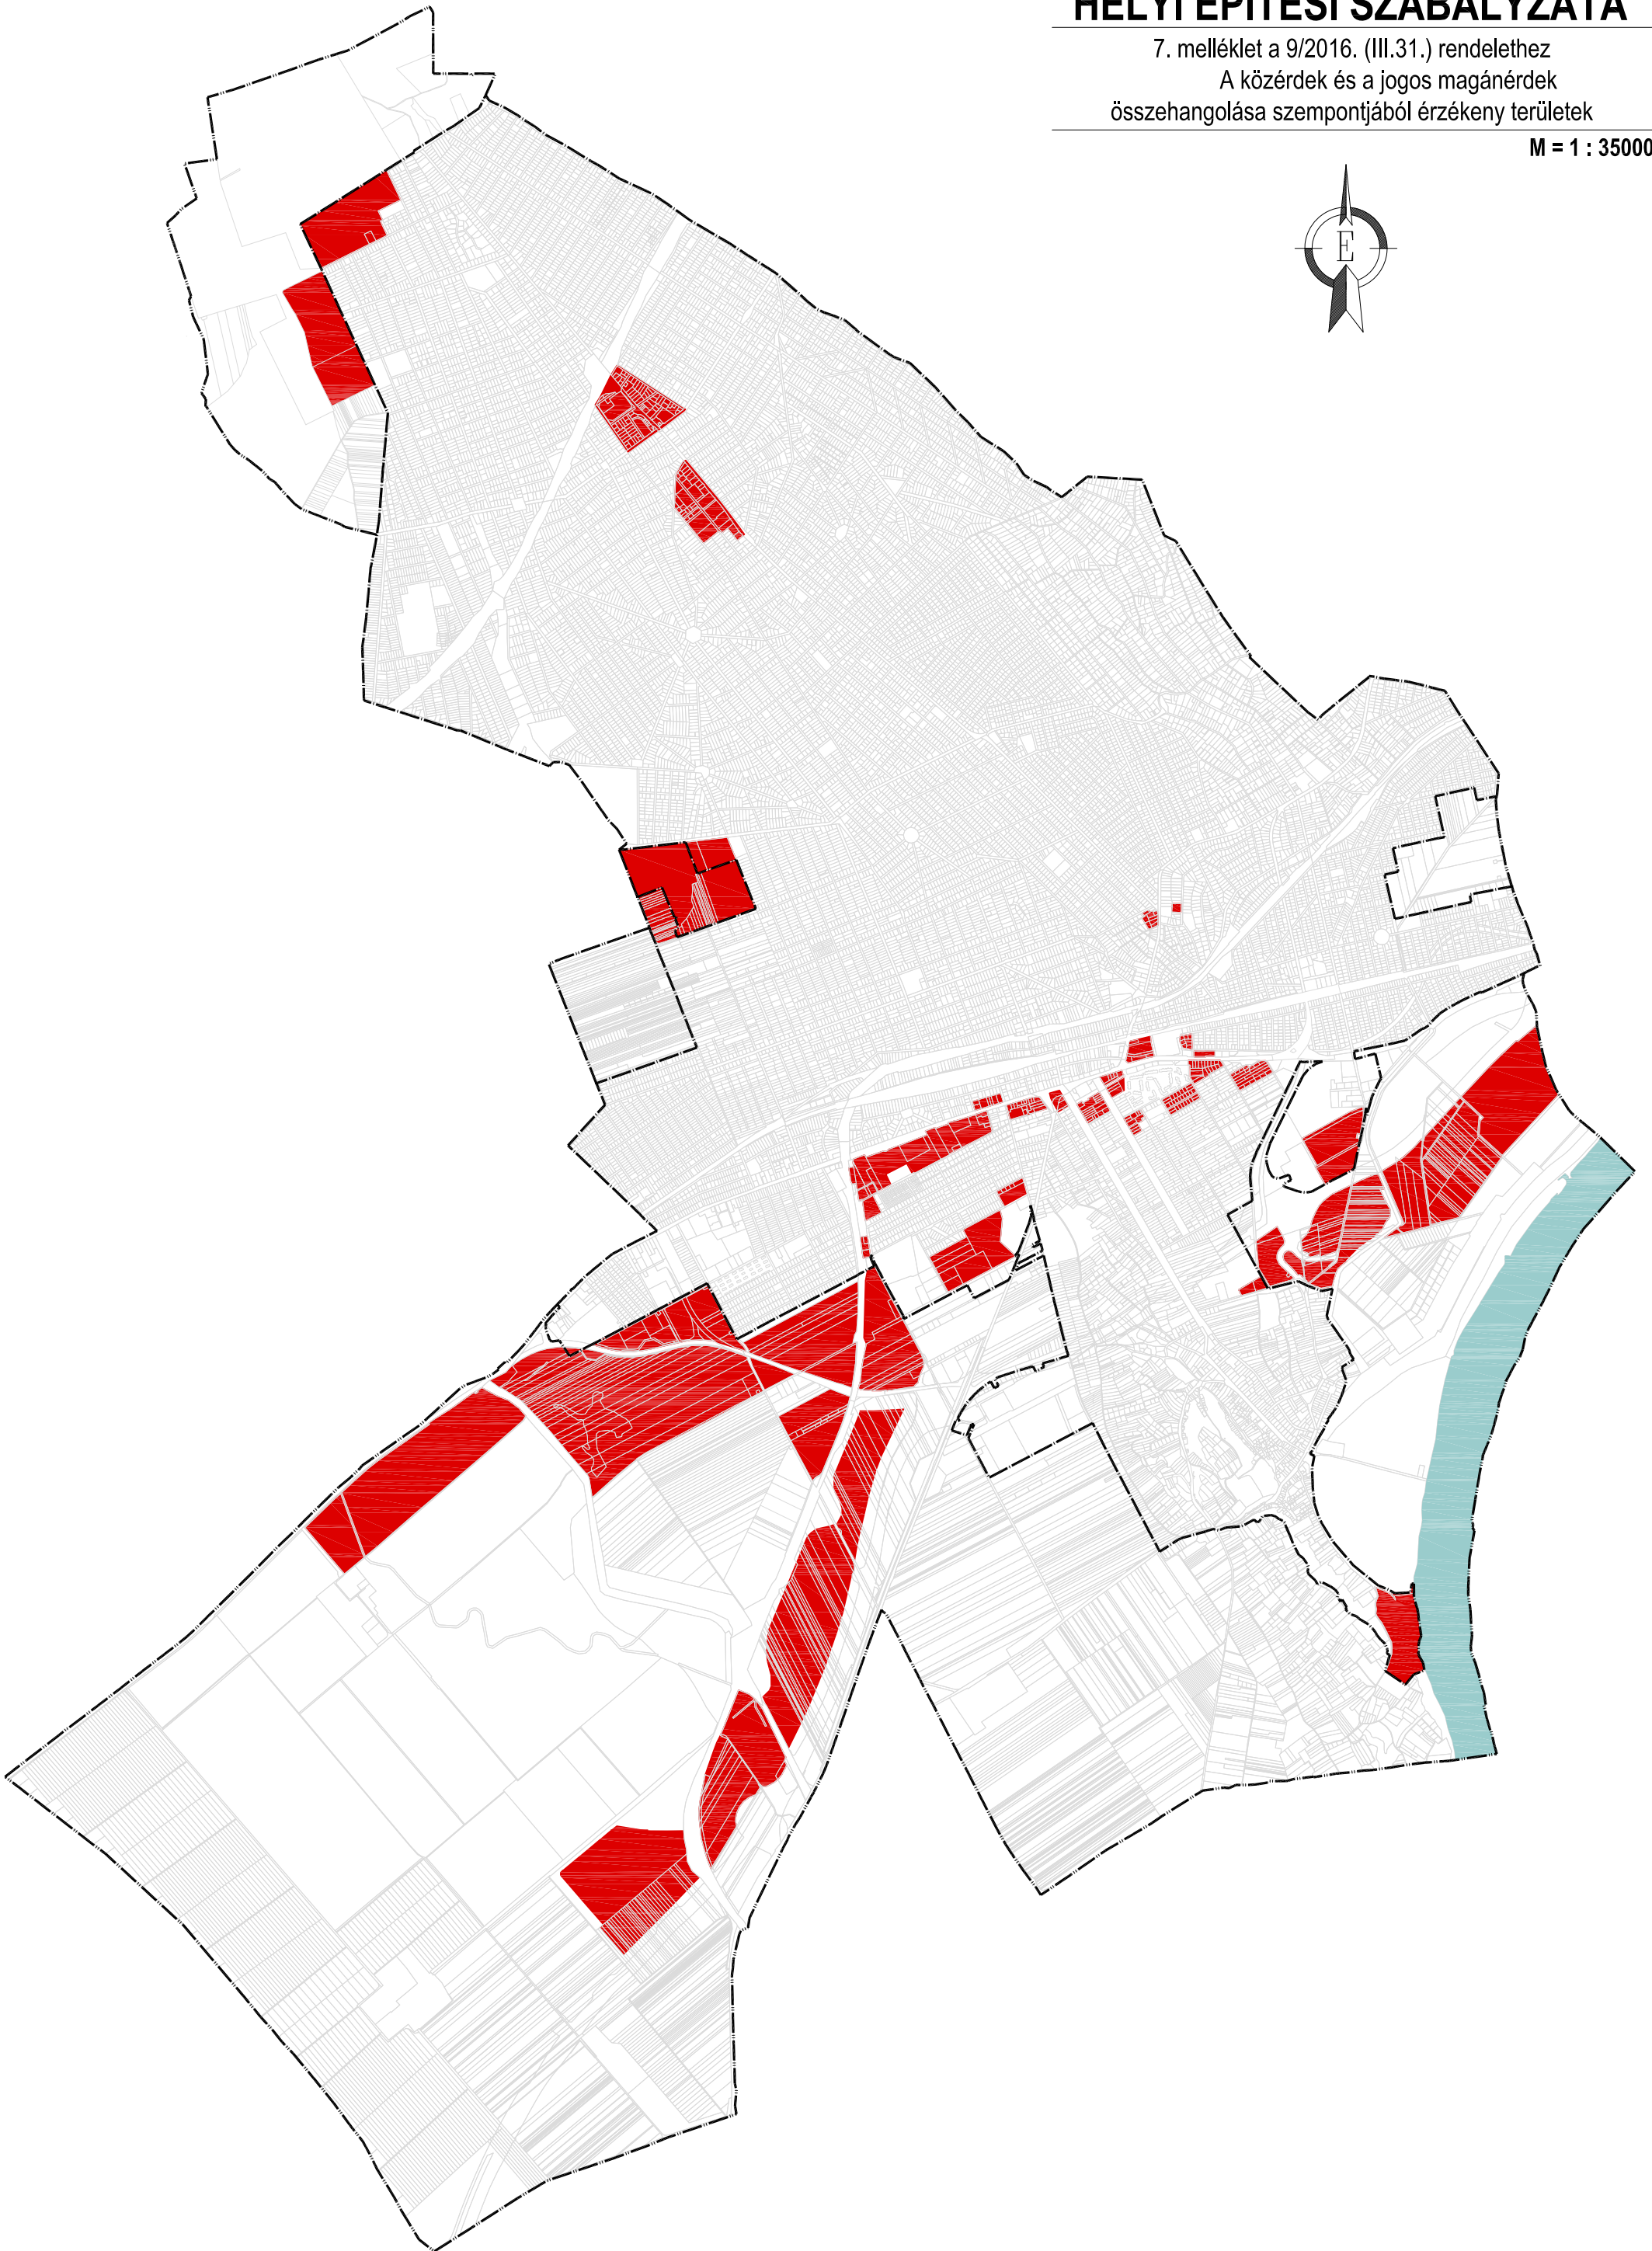 HELYI ÉPÍTÉSI SZABÁLYZATA
7. melléklet a 9/2016. (III.31.) rendelethez
A közérdek és a jogos magánérdek
összehangolása szempontjából érzékeny területek
M = 1 : 35000
É